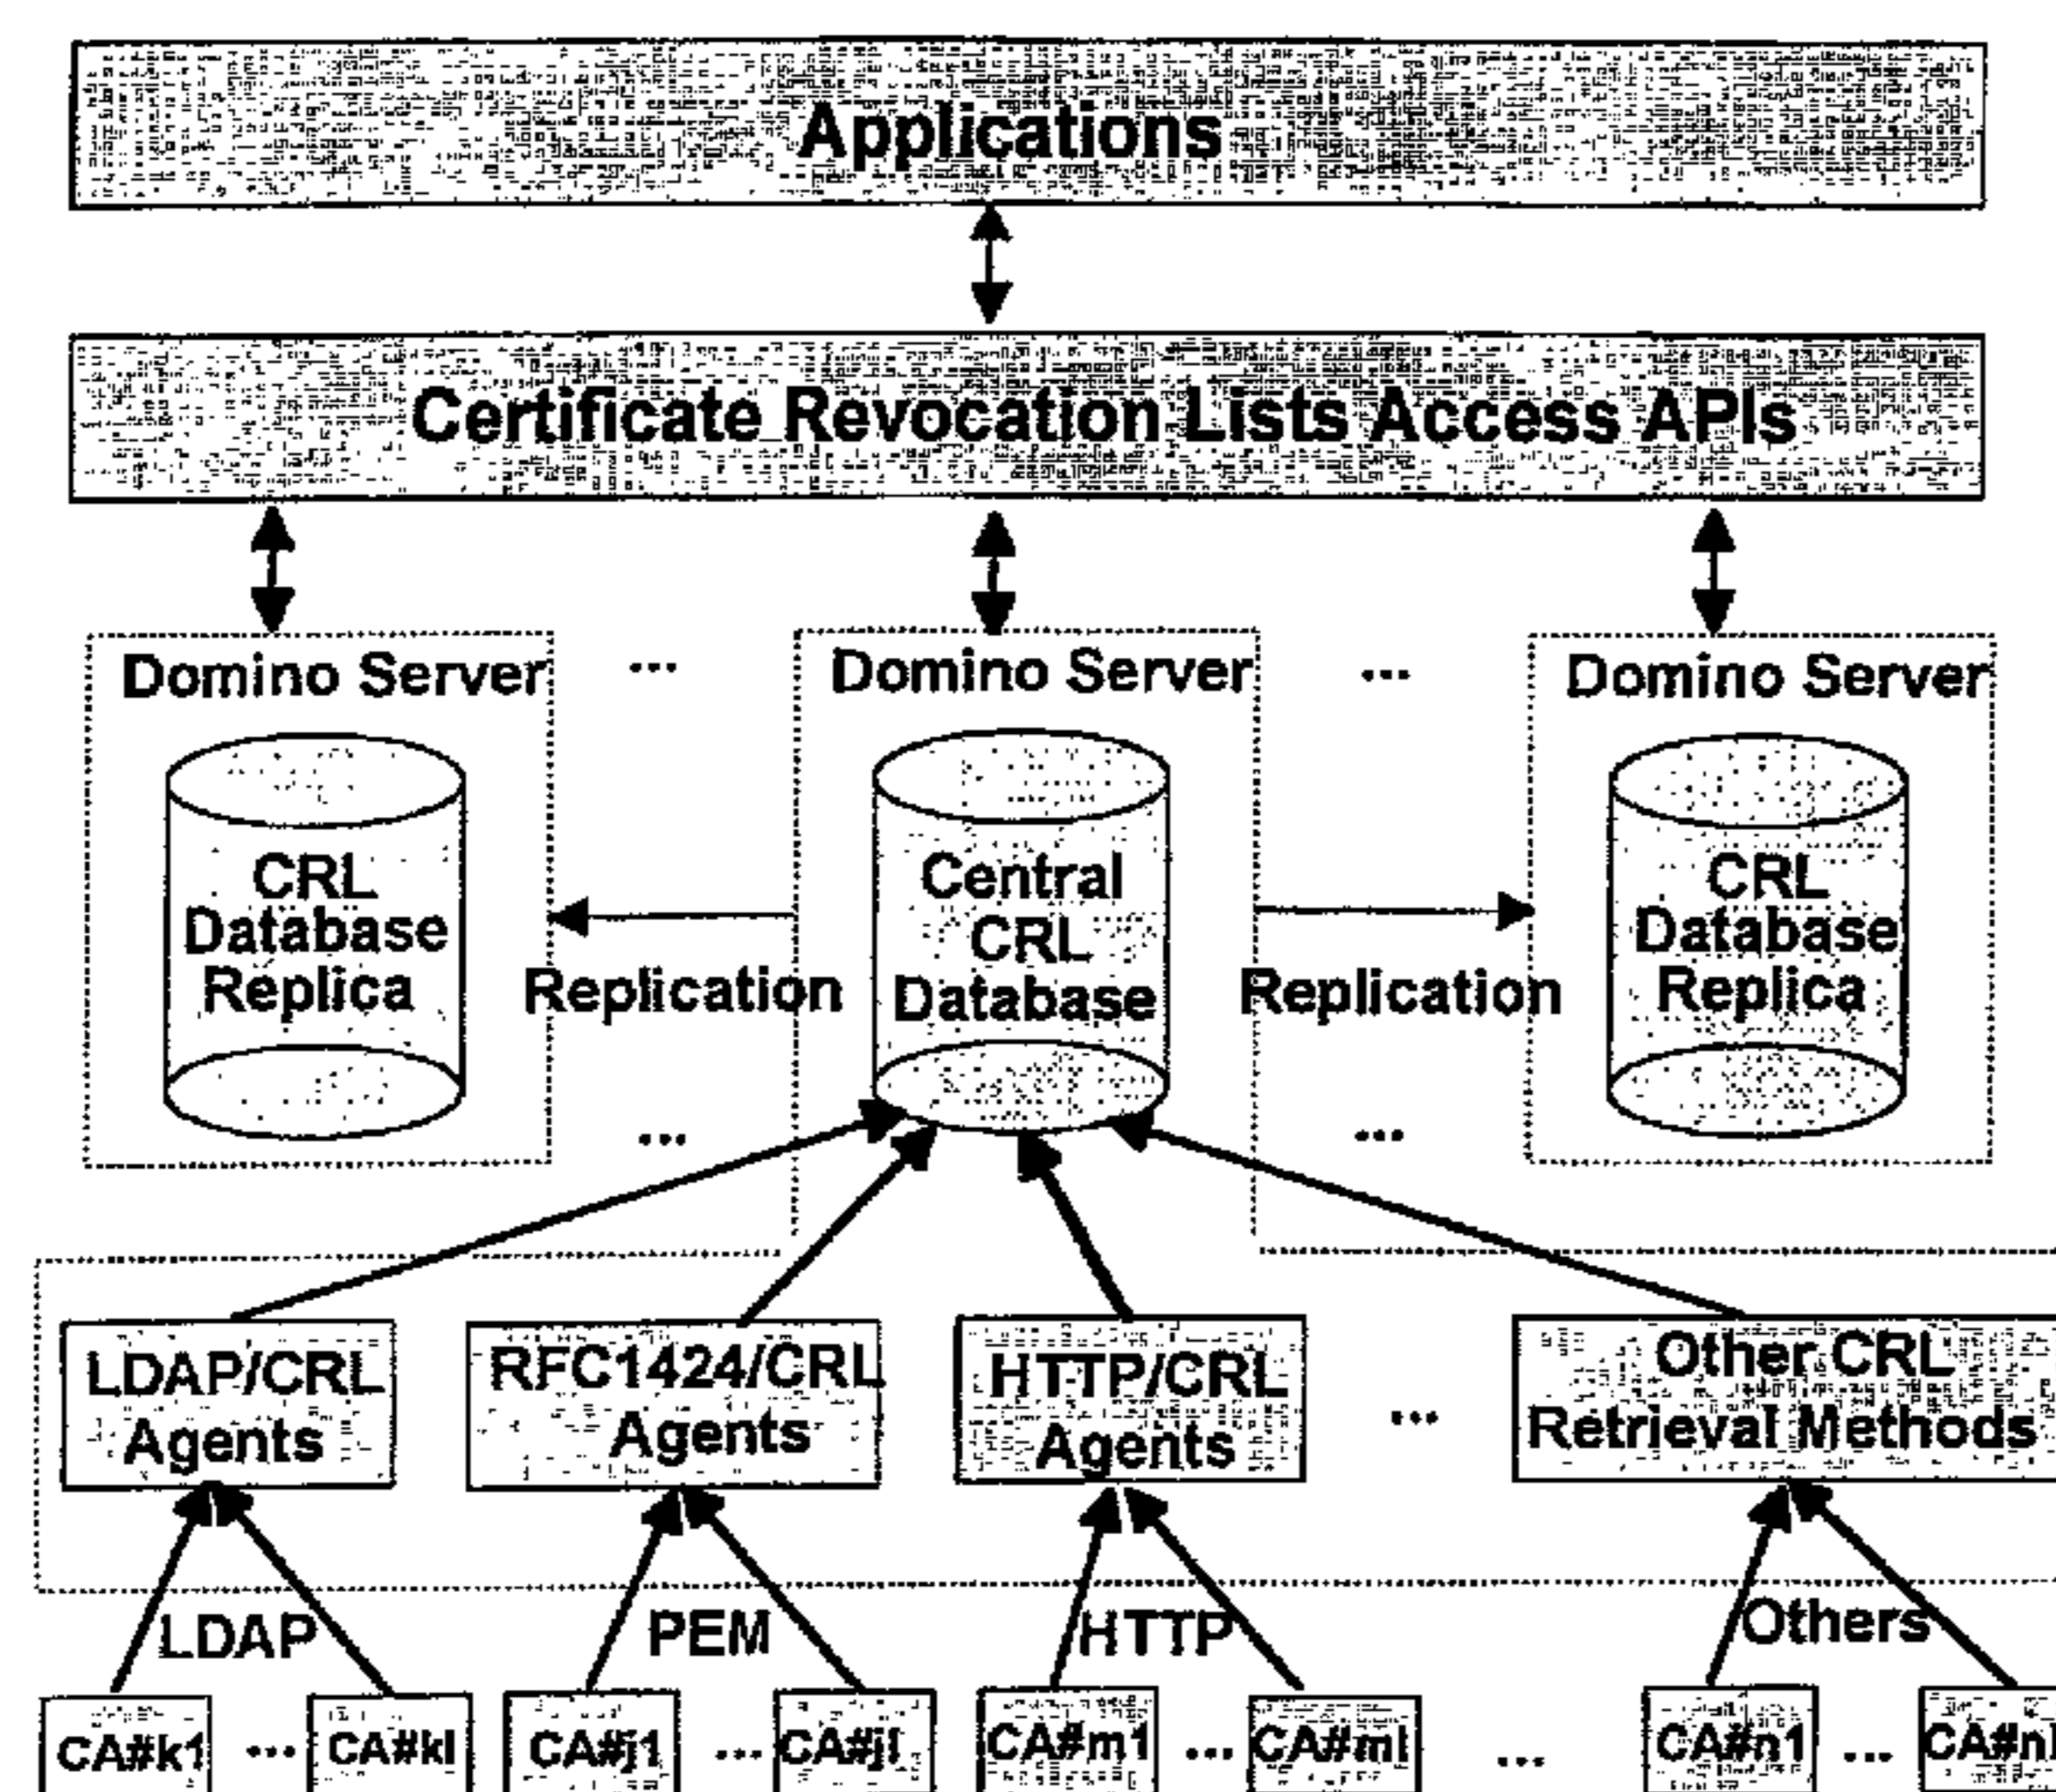 Applications
Certificate Revocation Lists Access APIs
Domino Server ... Domino Server ... Domino Server
CRL
Database
Replica
Central
CRL
Database
CRL
Database
Replica
Replication
Replication
... ...
LDAP/CRL
Agents
RFC1424/CRL
Agents
HTTP/CRL
Agents
...
Other CRL
Retrieval Methods
LDAP PEM HTTP Others
CA#k1 ... CA#kl CA#j1 ... CA#jl CA#m1 ... CA#ml ... CA#n1 ... CA#nl